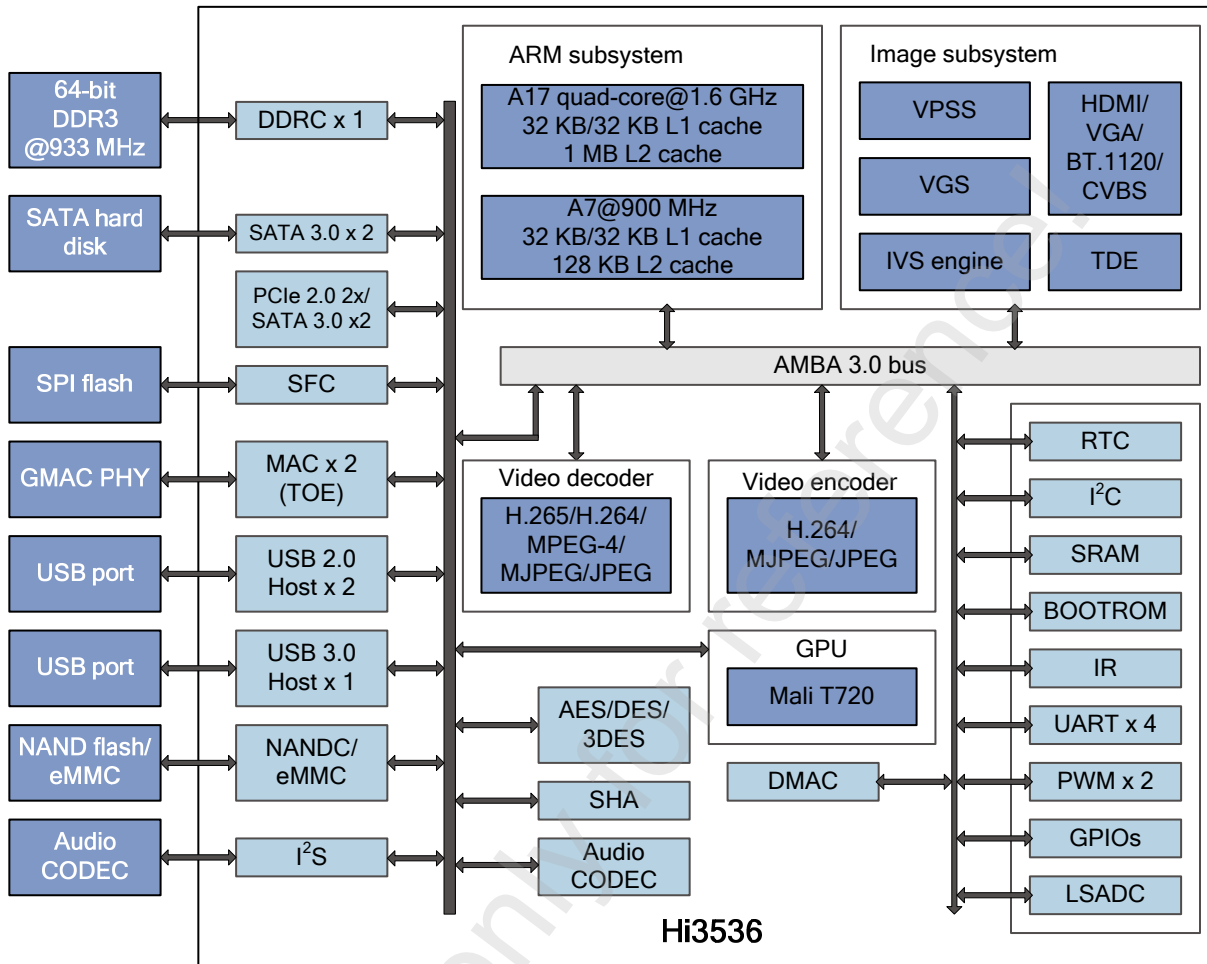 64-bit
DDR3
@933 MHz
SATA hard
disk
SPI flash
GMAC PHY
USB port
USB port
NAND flash/
eMMC
Audio
CODEC
DDRC x 1
SATA 3.0 x 2
PCIe 2.0 2x/
SATA 3.0 x2
SFC
MAC x 2
(TOE)
USB 2.0
Host x 2
USB 3.0
Host x 1
NANDC/
eMMC
I²S
ARM subsystem
A17 quad-core@1.6 GHz
32 KB/32 KB L1 cache
1 MB L2 cache
A7@900 MHz
32 KB/32 KB L1 cache
128 KB L2 cache
Image subsystem
VPSS
VGS
IVS engine
HDMI/
VGA/
BT.1120/
CVBS
TDE
AMBA 3.0 bus
Video decoder
H.265/H.264/
MPEG-4/
MJPEG/JPEG
Video encoder
H.264/
MJPEG/JPEG
GPU
Mali T720
AES/DES/
3DES
SHA
Audio
CODEC
DMAC
RTC
I²C
SRAM
BOOTROM
IR
UART x 4
PWM x 2
GPIOs
LSADC
Hi3536
only for reference!